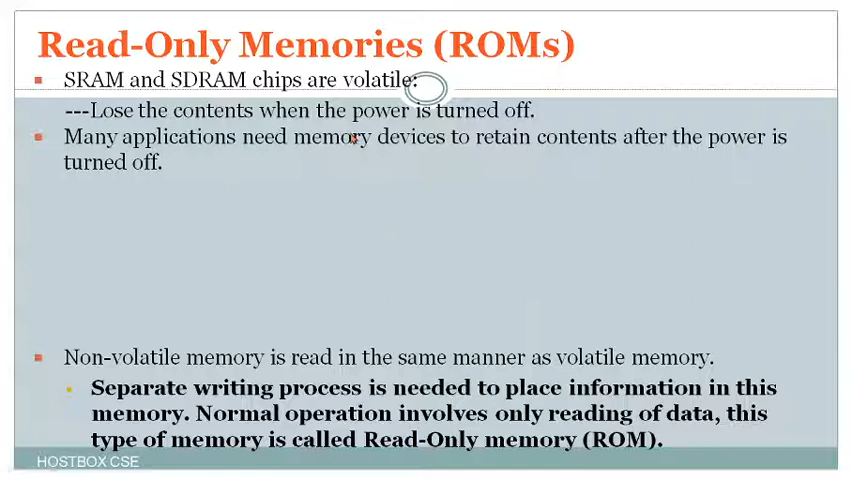 Read-Only Memories (ROMs)
SRAM and SDRAM chips are volatile:
---Lose the contents when the power is turned off.
Many applications need memory devices to retain contents after the power is
turned off.
Non-volatile memory is read in the same manner as volatile memory.
Separate writing process is needed to place information in this
memory. Normal operation involves only reading of data, this
type of memory is called Read-Only memory (ROM).
HOSTBOX CSE